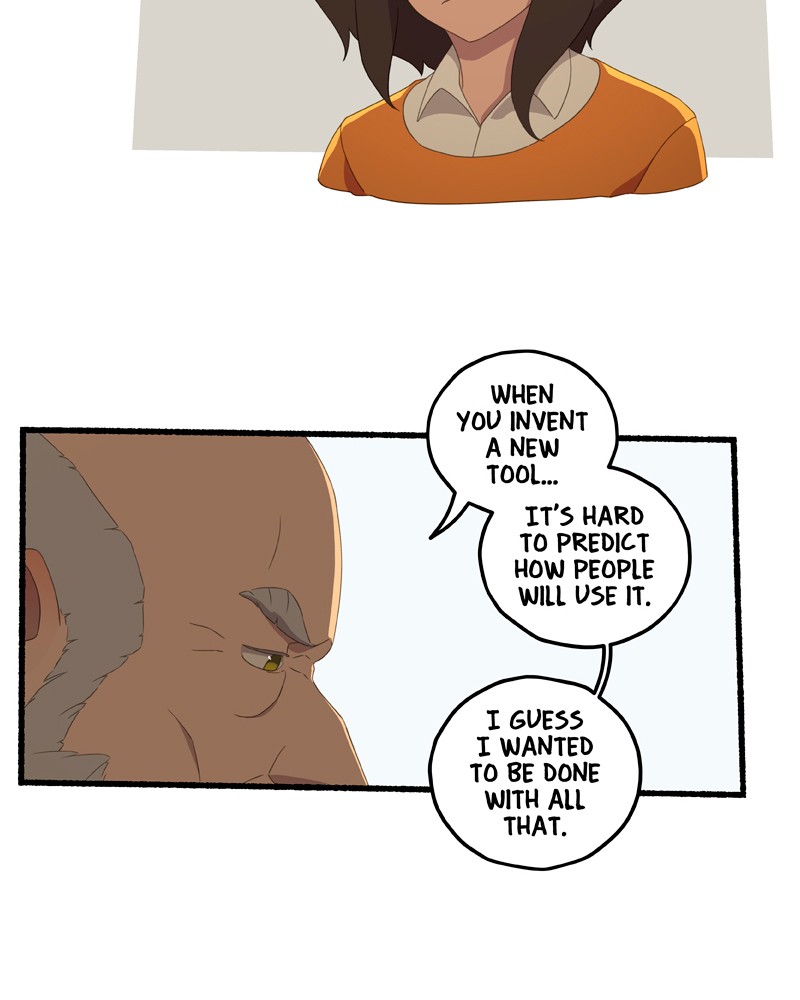 WHEN
YOU INVENT
A NEW
TOOL...
IT'S HARD
TO PREDICT
HOW PEOPLE
WILL USE IT.
I GUESS
I WANTED
TO BE DONE
WITH ALL
THAT.